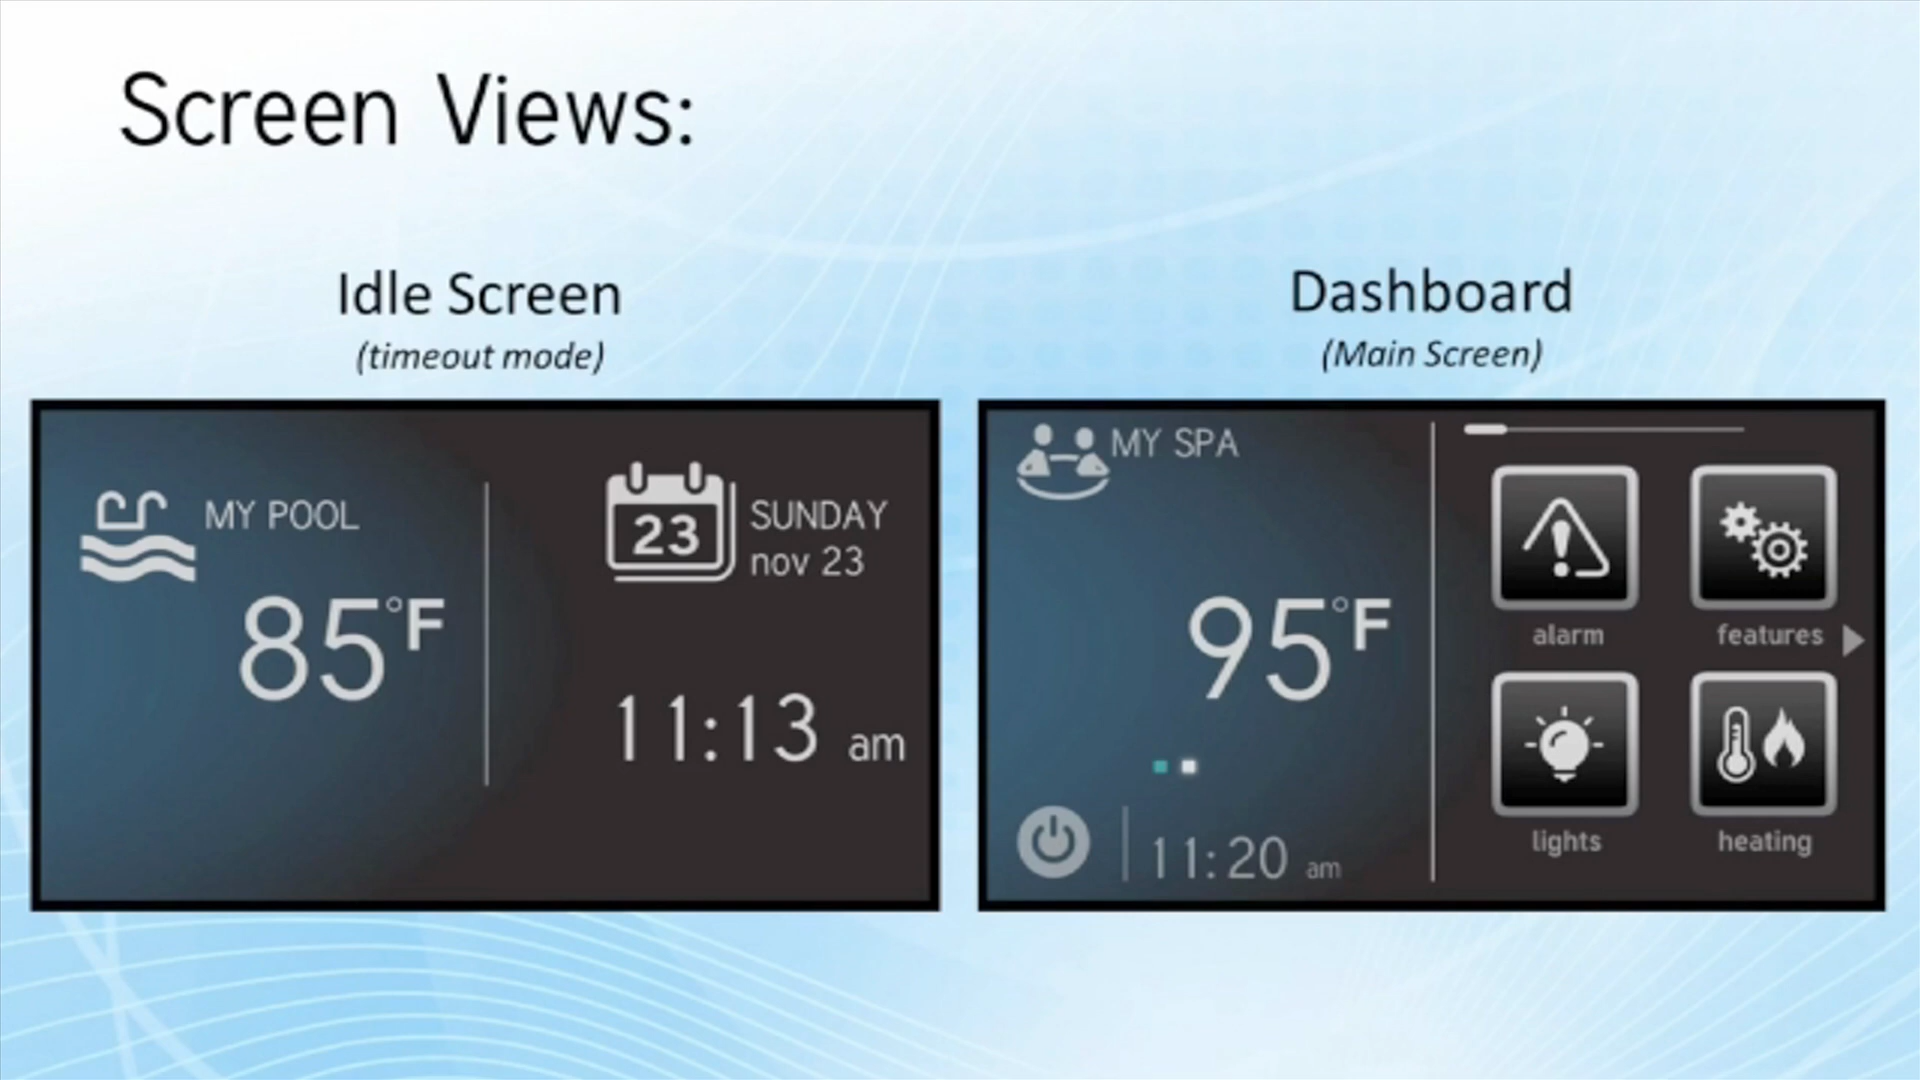 Screen Views:
Idle Screen
(timeout mode)
MY POOL
85°F
23
SUNDAY
nov 23
11:13 am
Dashboard
(Main Screen)
MY SPA
95°F
11:20 am
alarm
features
lights
heating